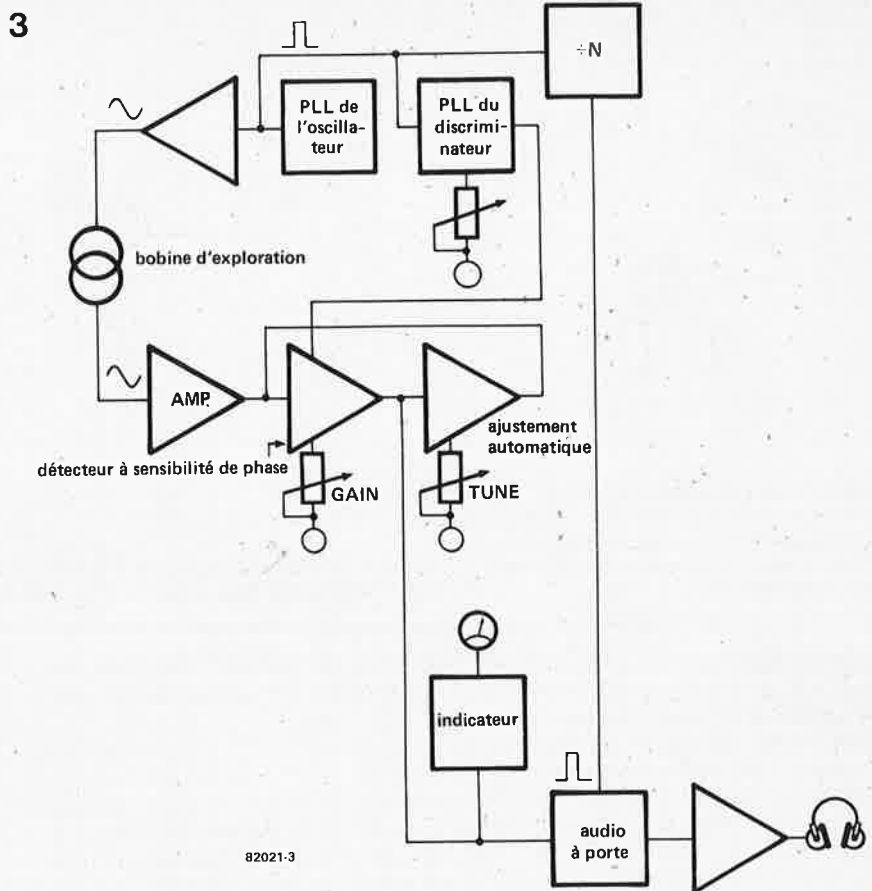 3
÷N
PLL de
l'oscilla-
teur
PLL du
discrimi-
nateur
bobine d'exploration
AMP.
ajustement
automatique
détecteur à sensibilité de phase
GAIN
TUNE
indicateur
audio
à porte
82021-3